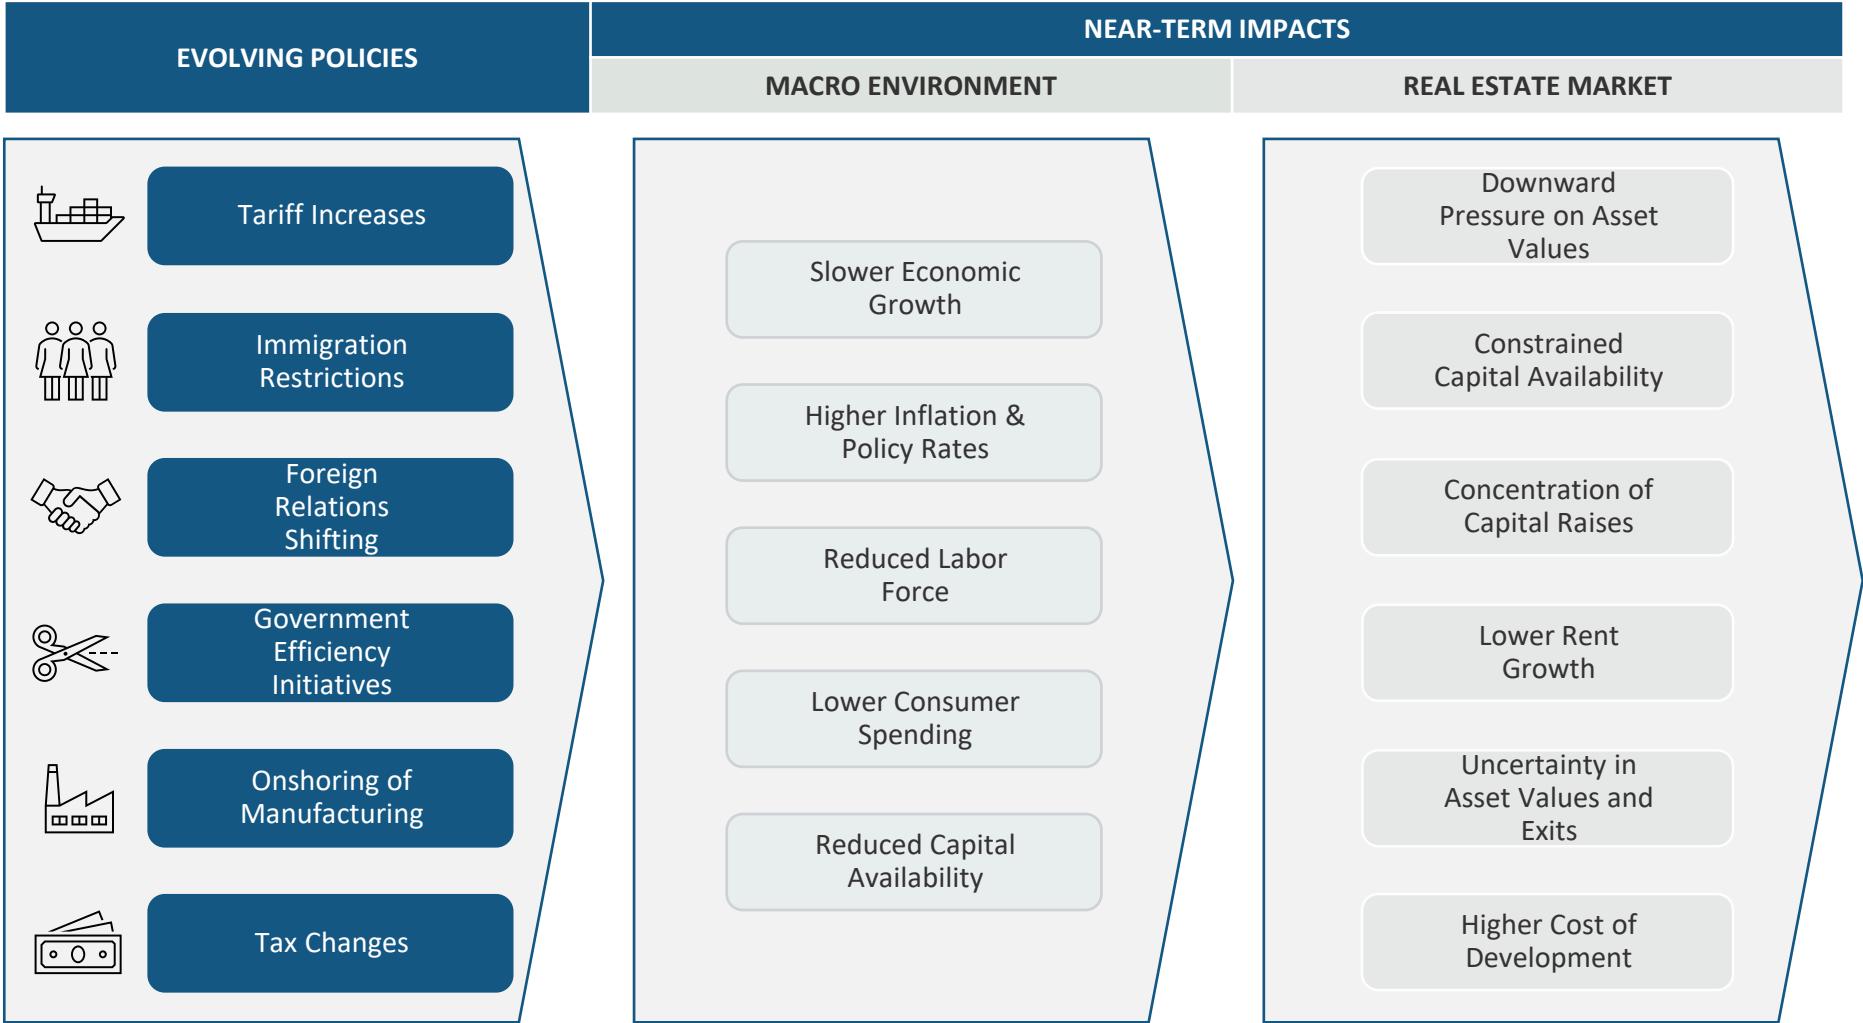 EVOLVING POLICIES
NEAR-TERM IMPACTS
MACRO ENVIRONMENT
REAL ESTATE MARKET
Tariff Increases
Immigration
Restrictions
Foreign
Relations
Shifting
Government
Efficiency
Initiatives
Onshoring of
Manufacturing
Tax Changes
Slower Economic
Growth
Higher Inflation &
Policy Rates
Reduced Labor
Force
Lower Consumer
Spending
Reduced Capital
Availability
Downward
Pressure on Asset
Values
Constrained
Capital Availability
Concentration of
Capital Raises
Lower Rent
Growth
Uncertainty in
Asset Values and
Exits
Higher Cost of
Development